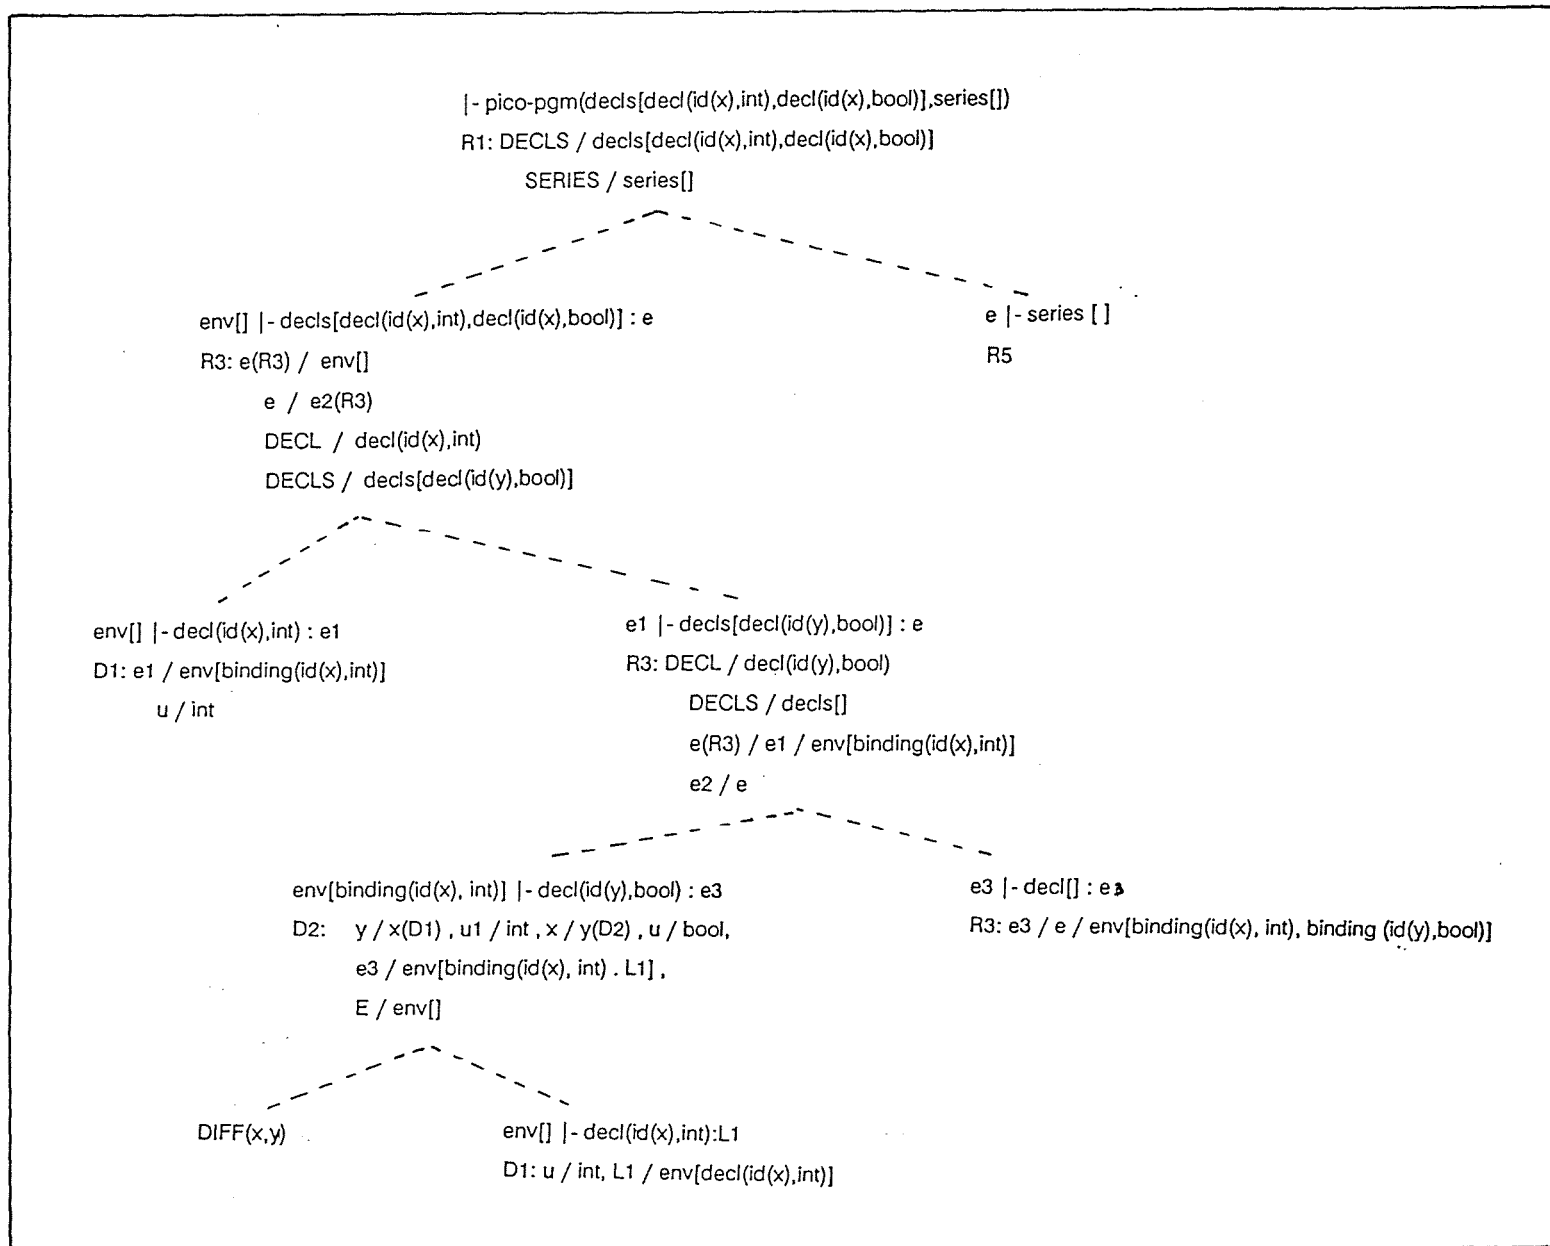 |- pico-pgm(decls[decl(id(x),int),decl(id(x),bool)],series[])
R1: DECLS / decls[decl(id(x),int),decl(id(x),bool)]
SERIES / series[]
env[] |- decls[decl(id(x),int),decl(id(x),bool)] : e
R3: e(R3) / env[]
e / e2(R3)
DECL / decl(id(x),int)
DECLS / decls[decl(id(y),bool)]
e |- series [ ]
R5
env[] |- decl(id(x),int) : e1
D1: e1 / env[binding(id(x),int)]
u / int
e1 |- decls[decl(id(y),bool)] : e
R3: DECL / decl(id(y),bool)
DECLS / decls[]
e(R3) / e1 / env[binding(id(x),int)]
e2 / e
env[binding(id(x), int)] |- decl(id(y),bool) : e3
D2: y / x(D1) , u1 / int , x / y(D2) , u / bool,
e3 / env[binding(id(x), int) . L1] ,
E / env[]
e3 |- decl[] : e3
R3: e3 / e / env[binding(id(x), int), binding (id(y),bool)]
DIFF(x,y)
env[] |- decl(id(x),int):L1
D1: u / int, L1 / env[decl(id(x),int)]